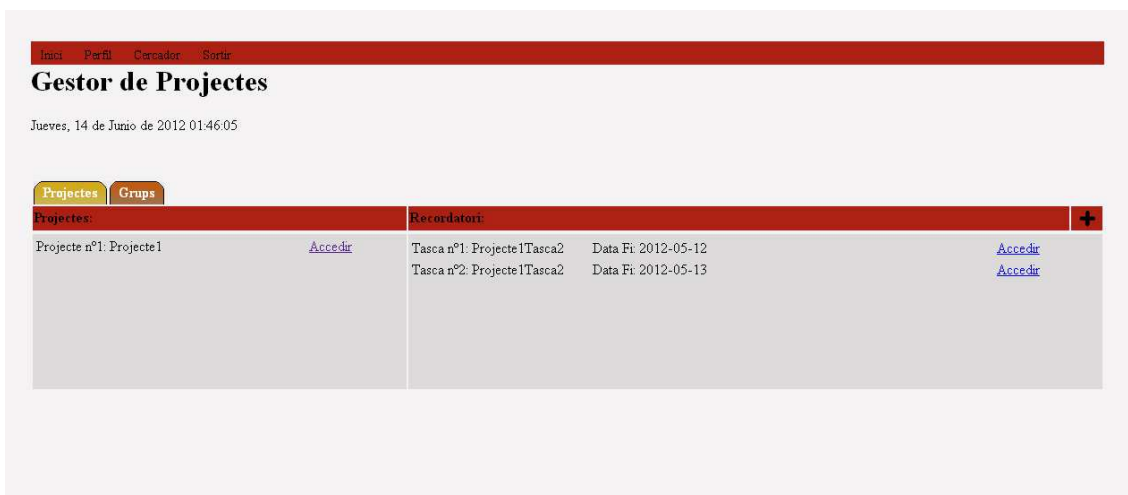 Inici Perfil Cercador Sortir
Gestor de Projectes
Jueves, 14 de Junio de 2012 01:46:05
Projectes Grups
Projectes: Recordatori: +
Projecte nº1: Projecte1 Accedir Tasca nº1: Projecte1Tasca2 Data Fi: 2012-05-12 Accedir
Tasca nº2: Projecte1Tasca2 Data Fi: 2012-05-13 Accedir